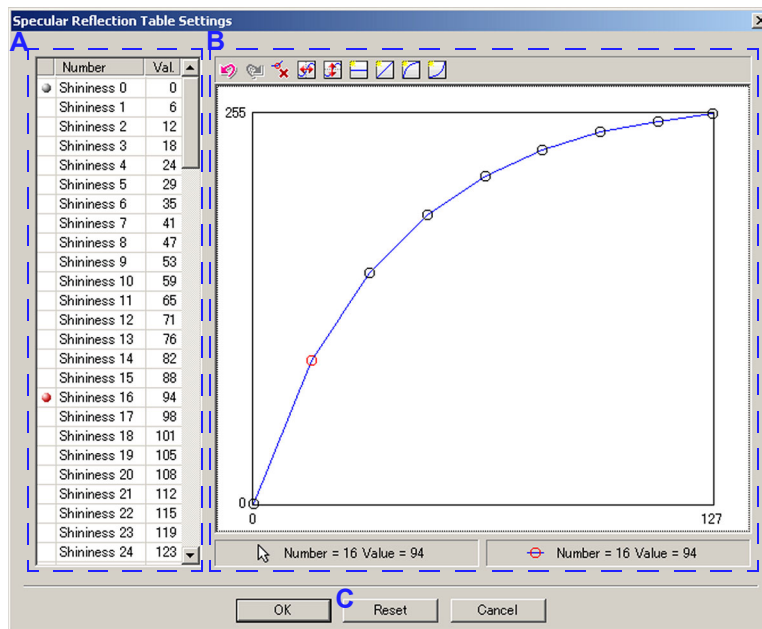 Specular Reflection Table Settings
A
B
Number Val.
Shininess 0 0
Shininess 1 6
Shininess 2 12
Shininess 3 18
Shininess 4 24
Shininess 5 29
Shininess 6 35
Shininess 7 41
Shininess 8 47
Shininess 9 53
Shininess 10 59
Shininess 11 65
Shininess 12 71
Shininess 13 76
Shininess 14 82
Shininess 15 88
Shininess 16 94
Shininess 17 98
Shininess 18 101
Shininess 19 105
Shininess 20 108
Shininess 21 112
Shininess 22 115
Shininess 23 119
Shininess 24 123
255
0
0
127
Number = 16 Value = 94
Number = 16 Value = 94
C
OK
Reset
Cancel